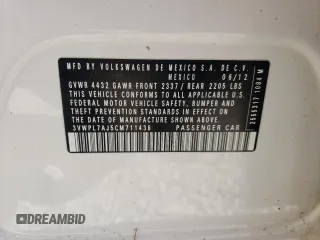 MFD BY VOLKSWAGEN DE MEXICO S.A. DE C.V.
MEXICO 06/12
GVWR 4432 GAWR FRONT 2337/ REAR 2205 LBS
THIS VEHICLE CONFORMS TO ALL APPLICABLE U.S.
FEDERAL MOTOR VEHICLE SAFETY, BUMPER AND
THEFT PREVENTION STANDARDS IN EFFECT ON THE
DATE OF MANUFACTURE SHOWN ABOVE.
3VWPL7AJ5CM711438 PASSENGER CAR
DREAMBID